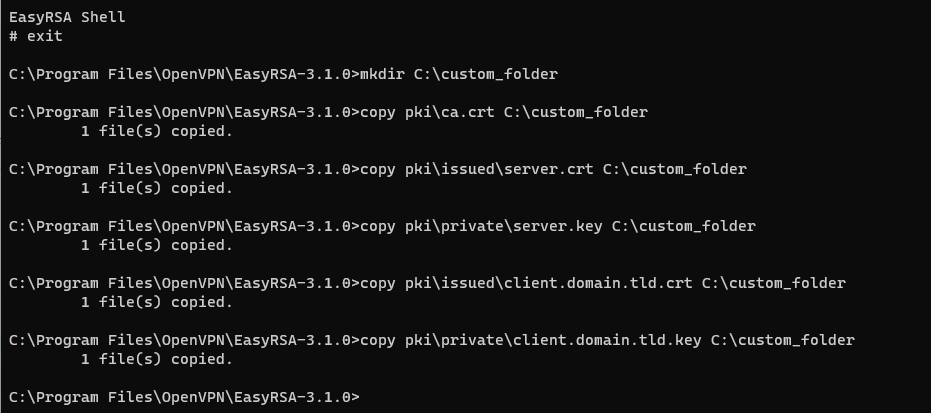 EasyRSA Shell
# exit
C:\Program Files\OpenVPN\EasyRSA-3.1.0>mkdir C:\custom_folder
C:\Program Files\OpenVPN\EasyRSA-3.1.0>copy pki\ca.crt C:\custom_folder
        1 file(s) copied.
C:\Program Files\OpenVPN\EasyRSA-3.1.0>copy pki\issued\server.crt C:\custom_folder
        1 file(s) copied.
C:\Program Files\OpenVPN\EasyRSA-3.1.0>copy pki\private\server.key C:\custom_folder
        1 file(s) copied.
C:\Program Files\OpenVPN\EasyRSA-3.1.0>copy pki\issued\client.domain.tld.crt C:\custom_folder
        1 file(s) copied.
C:\Program Files\OpenVPN\EasyRSA-3.1.0>copy pki\private\client.domain.tld.key C:\custom_folder
        1 file(s) copied.
C:\Program Files\OpenVPN\EasyRSA-3.1.0>